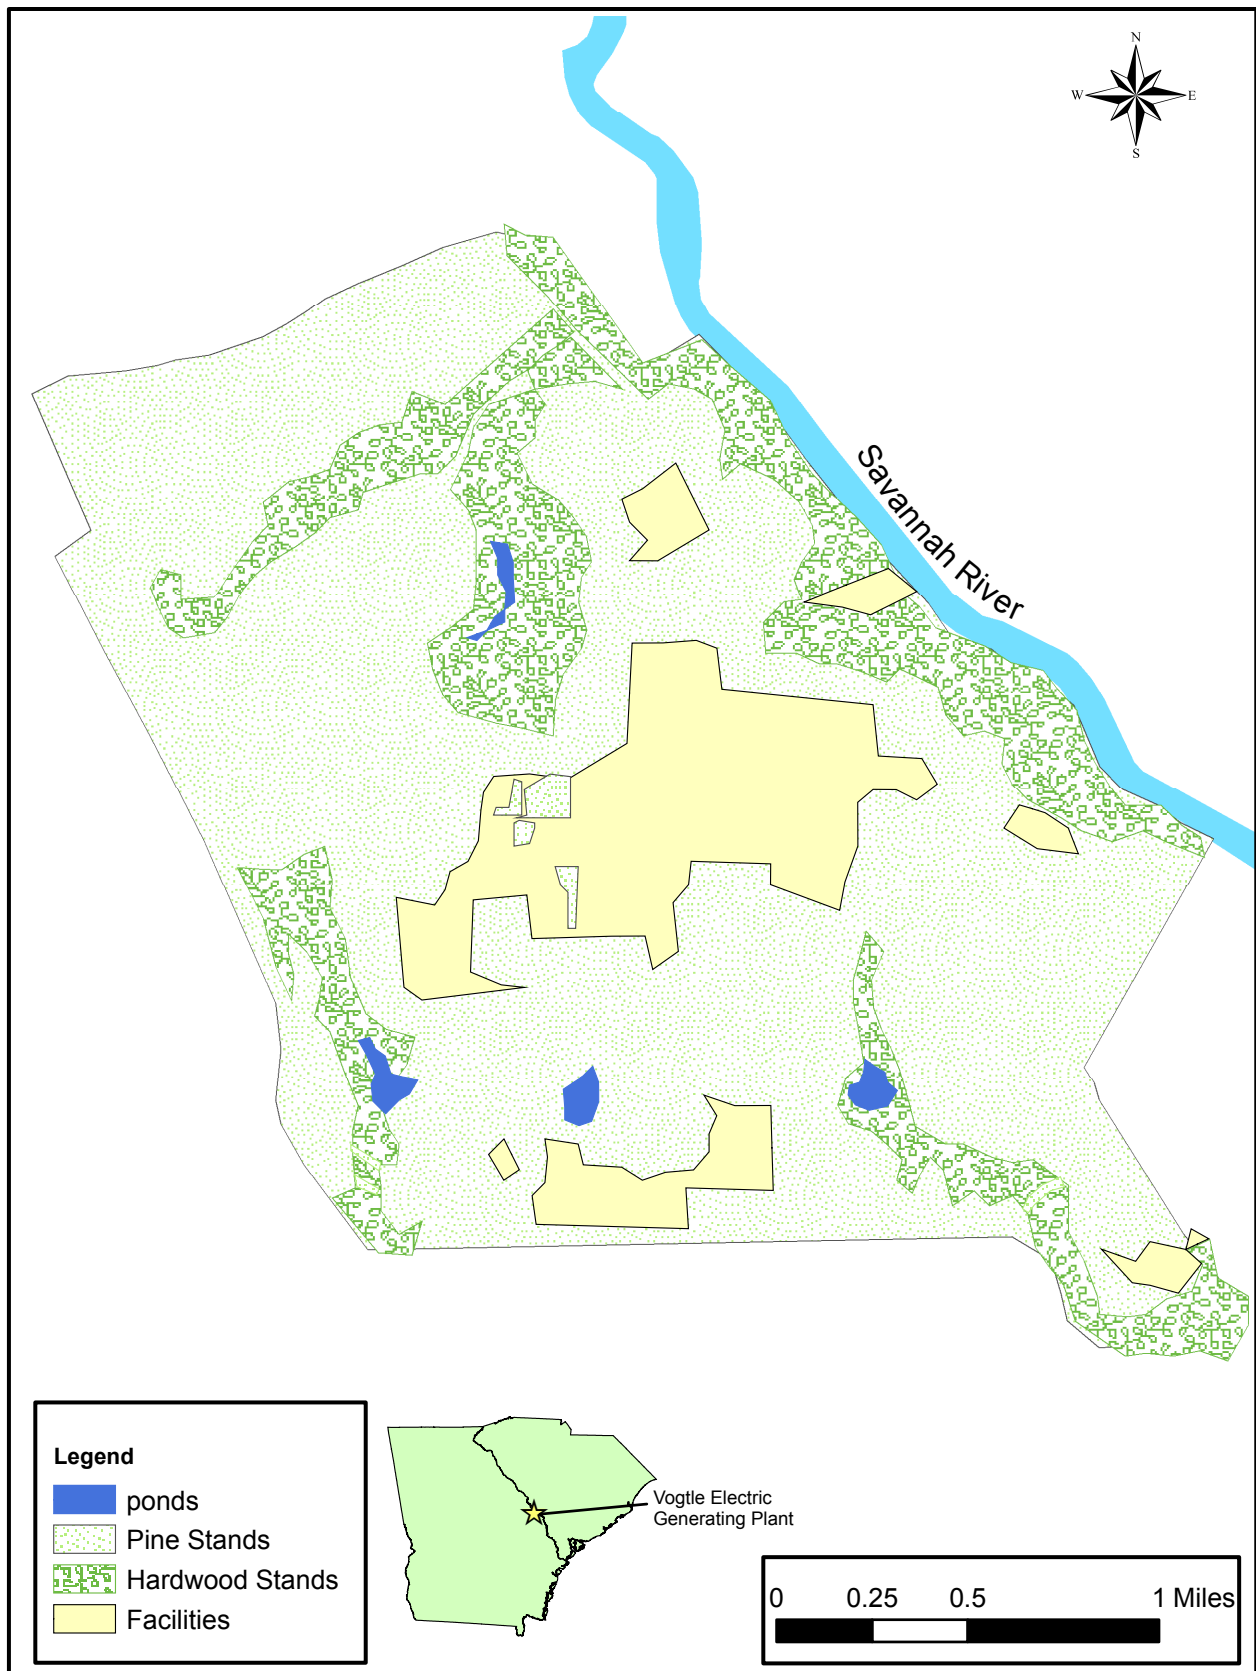 N
W E
S
Savannah River
Legend
ponds
Pine Stands
Hardwood Stands
Facilities
Vogtle Electric
Generating Plant
0 0.25 0.5 1 Miles